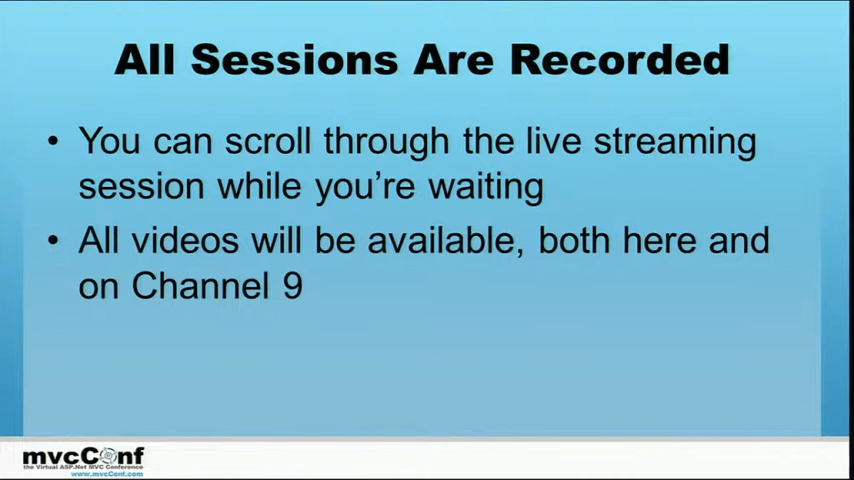 All Sessions Are Recorded
• You can scroll through the live streaming
session while you’re waiting
• All videos will be available, both here and
on Channel 9
mvcConf
the Virtual ASP.Net MVC Conference
www.mvcConf.com